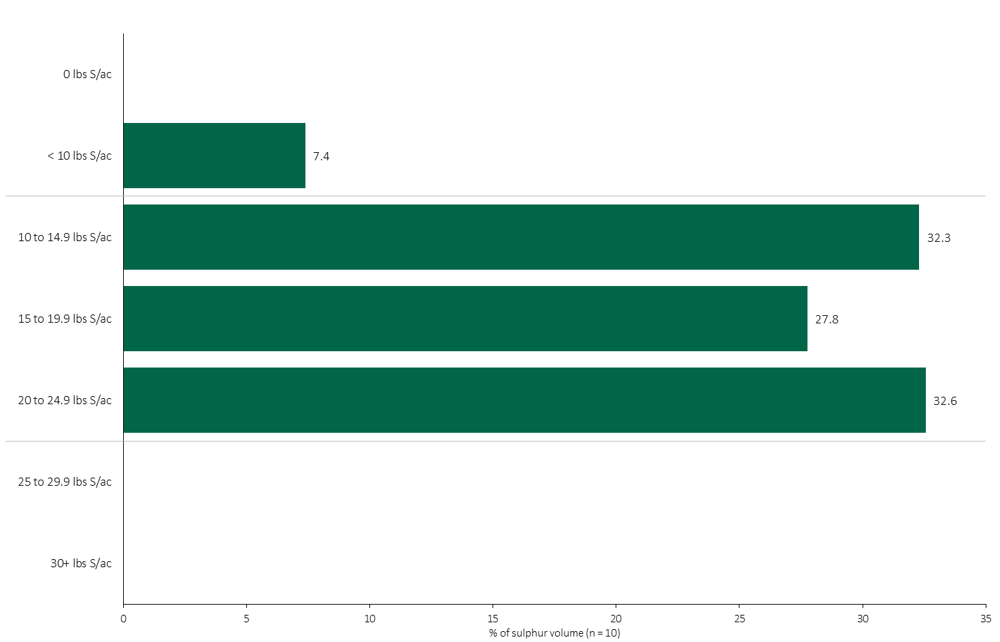 0 lbs S/ac
< 10 lbs S/ac
7.4
10 to 14.9 lbs S/ac
32.3
15 to 19.9 lbs S/ac
27.8
20 to 24.9 lbs S/ac
32.6
25 to 29.9 lbs S/ac
30+ lbs S/ac
0 5 10 15 20 25 30 35
% of sulphur volume (n = 10)